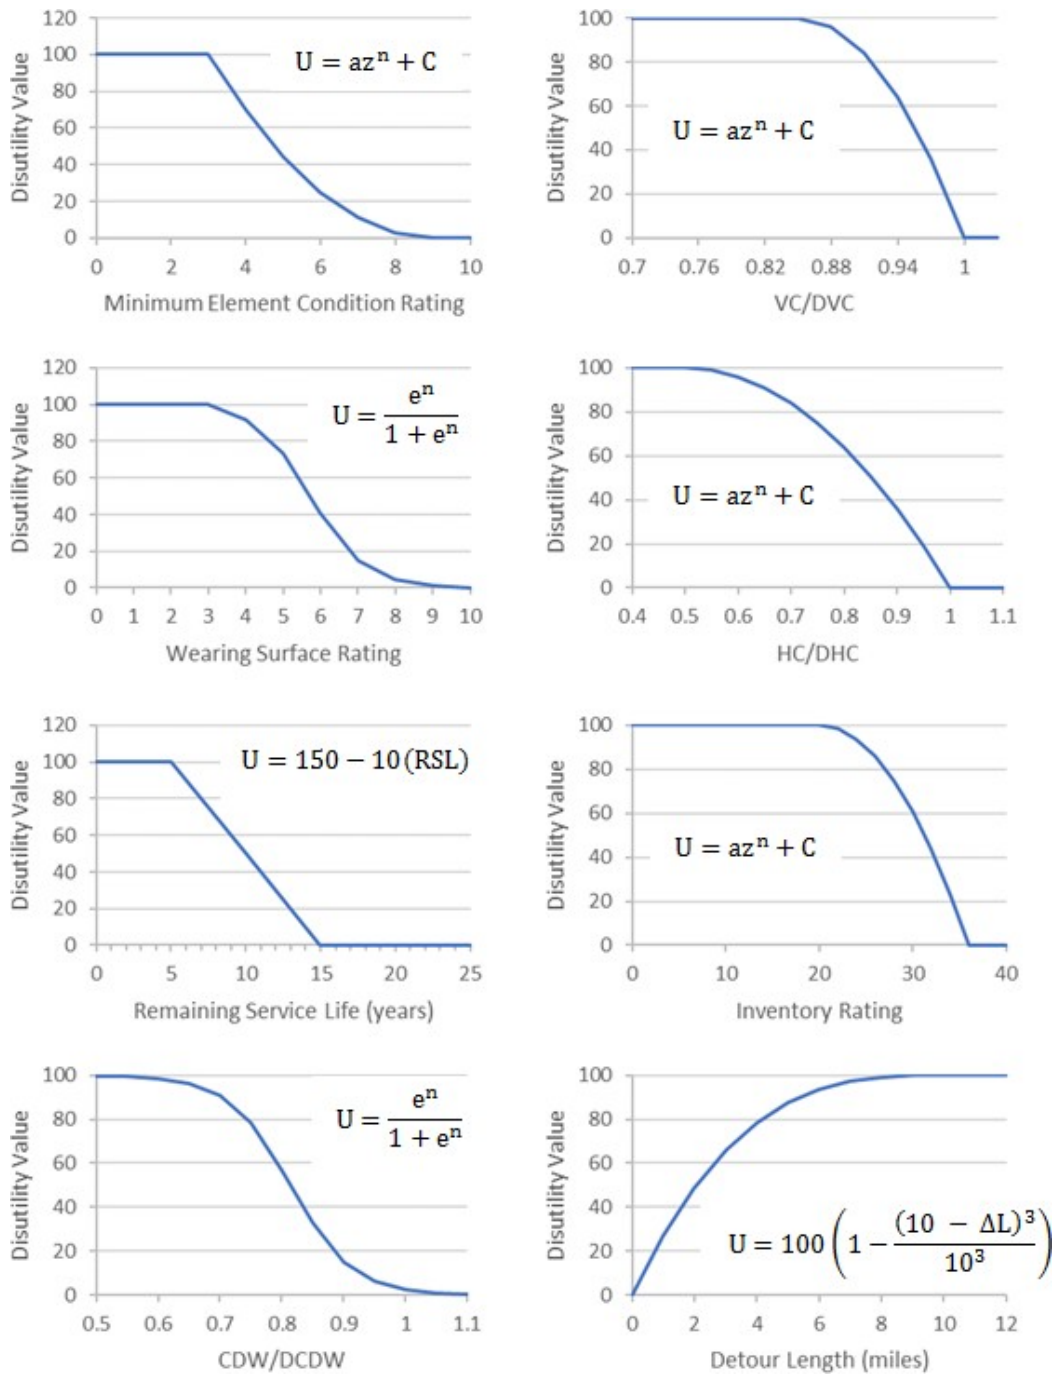 120
100
80
60
40
20
0
Disutility Value
U = az^n + C
0 2 4 6 8 10
Minimum Element Condition Rating
100
80
60
40
20
0
Disutility Value
U = az^n + C
0.7 0.76 0.82 0.88 0.94 1
VC/DVC
120
100
80
60
40
20
0
Disutility Value
U = e^n / (1 + e^n)
0 1 2 3 4 5 6 7 8 9 10
Wearing Surface Rating
100
80
60
40
20
0
Disutility Value
U = az^n + C
0.4 0.5 0.6 0.7 0.8 0.9 1 1.1
HC/DHC
120
100
80
60
40
20
0
Disutility Value
U = 150 − 10 (RSL)
0 5 10 15 20 25
Remaining Service Life (years)
100
80
60
40
20
0
Disutility Value
U = az^n + C
0 10 20 30 40
Inventory Rating
100
80
60
40
20
0
Disutility Value
U = e^n / (1 + e^n)
0.5 0.6 0.7 0.8 0.9 1 1.1
CDW/DCDW
100
80
60
40
20
0
Disutility Value
U = 100 (1 − (10 − ΔL)^3 / 10^3)
0 2 4 6 8 10 12
Detour Length (miles)